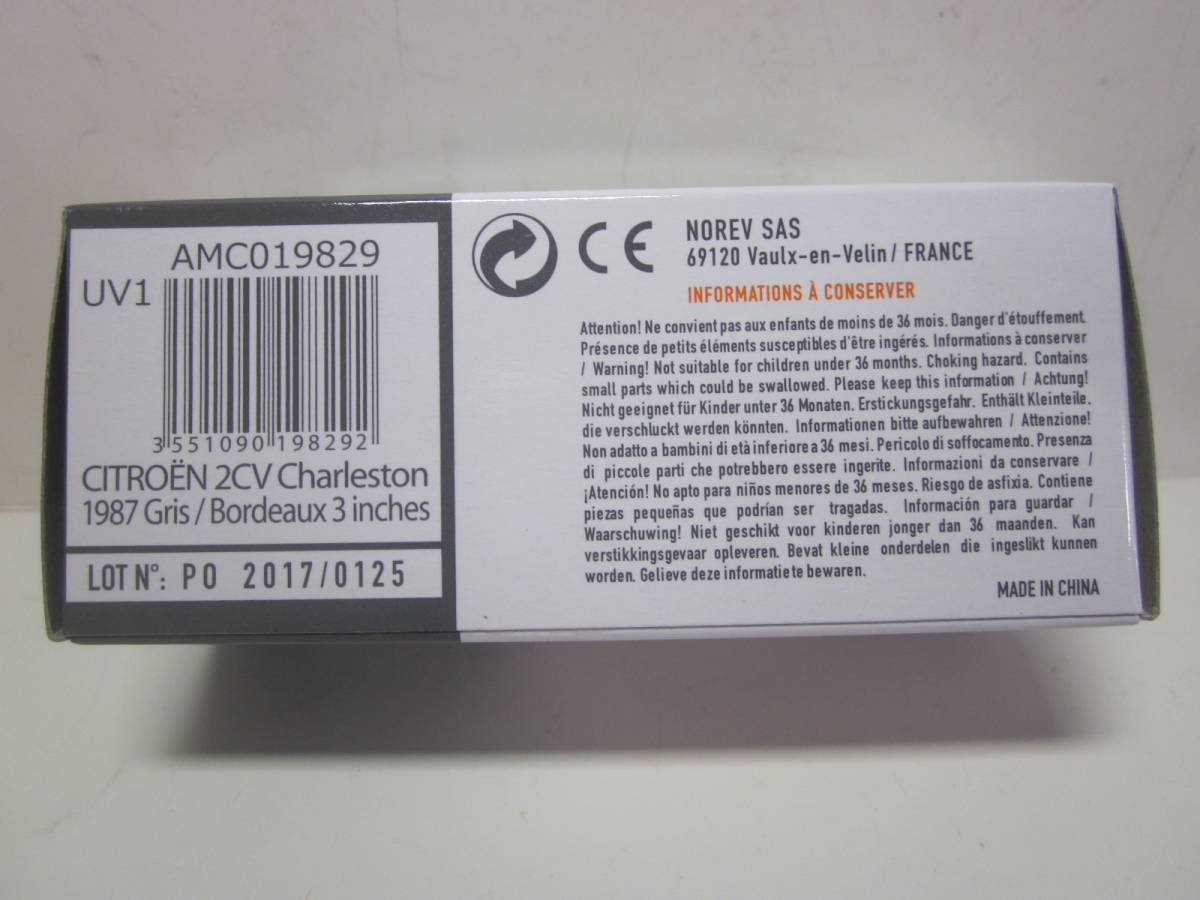 AMC019829
UV1
3 551090 198292
CITROËN 2CV Charleston
1987 Gris / Bordeaux 3 inches
LOT N°: PO 2017/0125
CE
NOREV SAS
69120 Vaulx-en-Velin / FRANCE
INFORMATIONS À CONSERVER
Attention! Ne convient pas aux enfants de moins de 36 mois. Danger d'étouffement.
Présence de petits éléments susceptibles d'être ingérés. Informations à conserver
/ Warning! Not suitable for children under 36 months. Choking hazard. Contains
small parts which could be swallowed. Please keep this information / Achtung!
Nicht geeignet für Kinder unter 36 Monaten. Erstickungsgefahr. Enthält Kleinteile,
die verschluckt werden könnten. Informationen bitte aufbewahren / Attenzione!
Non adatto a bambini di età inferiore a 36 mesi. Pericolo di soffocamento. Presenza
di piccole parti che potrebbero essere ingerite. Informazioni da conservare /
¡Atención! No apto para niños menores de 36 meses. Riesgo de asfixia. Contiene
piezas pequeñas que podrían ser tragadas. Información para guardar /
Waarschuwing! Niet geschikt voor kinderen jonger dan 36 maanden. Kan
verstikkingsgevaar opleveren. Bevat kleine onderdelen die ingeslikt kunnen
worden. Gelieve deze informatie te bewaren.
MADE IN CHINA